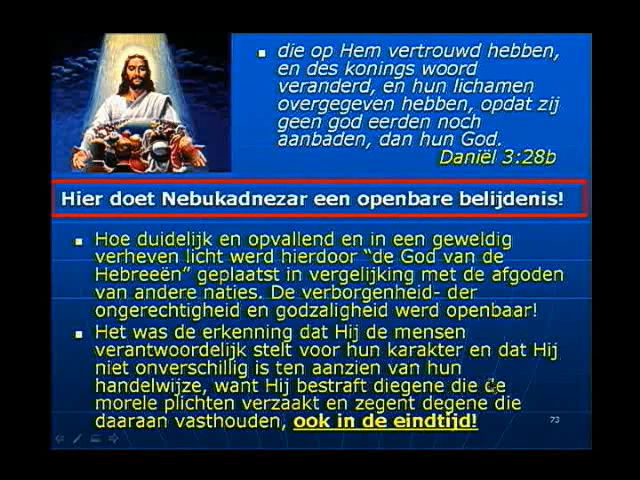 die op Hem vertrouwd hebben,
en des konings woord
veranderd, en hun lichamen
overgegeven hebben, opdat zij
geen god eerden noch
aanbaden, dan hun God.
Daniël 3:28b
Hier doet Nebukadnezar een openbare belijdenis!
Hoe duidelijk en opvallend en in een geweldig
verheven licht werd hierdoor “de God van de
Hebreeën” geplaatst in vergelijking met de afgoden
van andere naties. De verborgenheid- der
ongerechtigheid en godzaligheid werd openbaar!
Het was de erkenning dat Hij de mensen
verantwoordelijk stelt voor hun karakter en dat Hij
niet onverschillig is ten aanzien van hun
handelwijze, want Hij bestraft diegene die de
morele plichten verzaakt en zegent degene die
daaraan vasthouden, ook in de eindtijd!
73